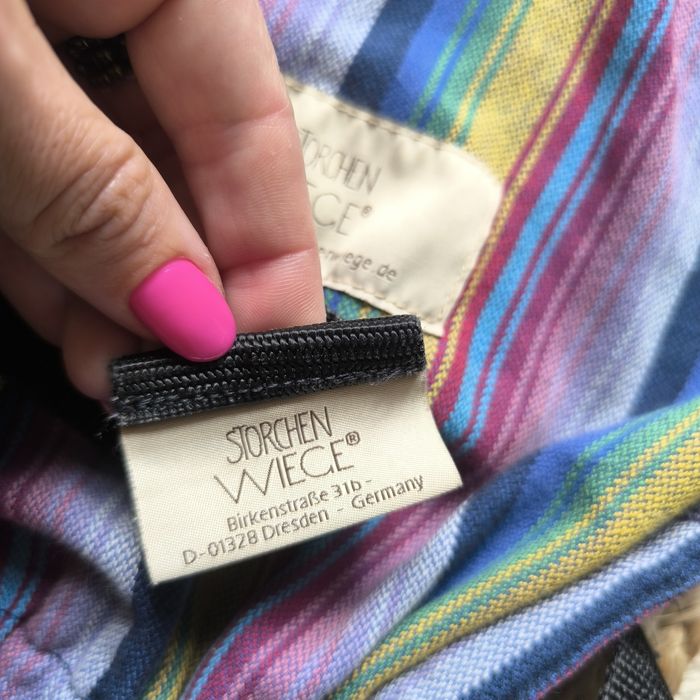 STORCHEN
WIEGE®
STORCHEN
WIEGE®
Birkenstraße 31b -
D-01328 Dresden - Germany